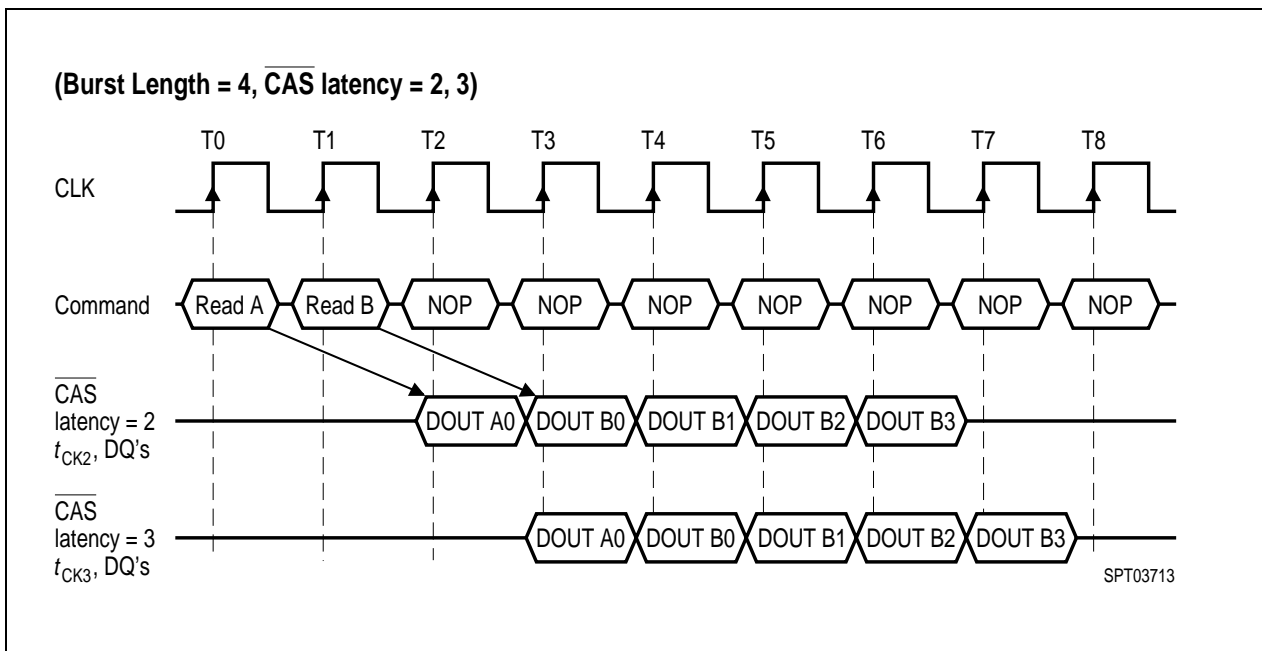 (Burst Length = 4, CAS latency = 2, 3)
T0 T1 T2 T3 T4 T5 T6 T7 T8
CLK
Command Read A Read B NOP NOP NOP NOP NOP NOP NOP
CAS
latency = 2 DOUT A0 DOUT B0 DOUT B1 DOUT B2 DOUT B3
tCK2, DQ's
CAS
latency = 3 DOUT A0 DOUT B0 DOUT B1 DOUT B2 DOUT B3
tCK3, DQ's
SPT03713